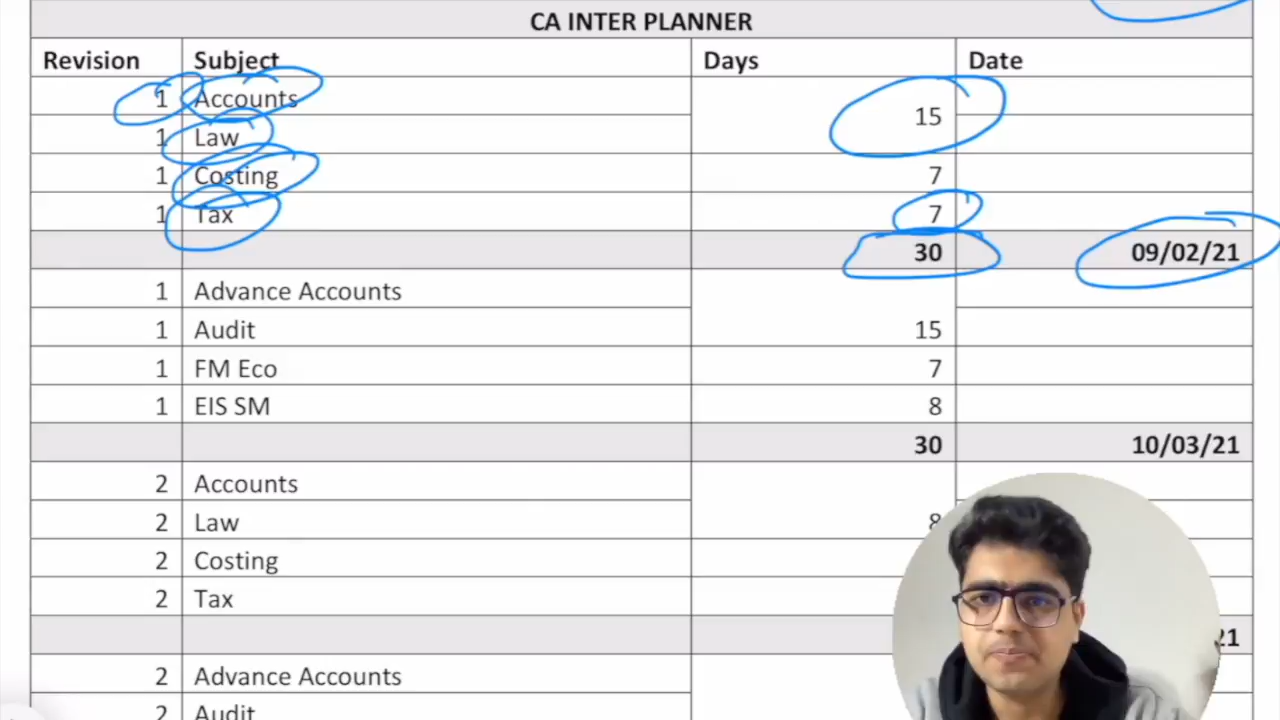 CA INTER PLANNER
Revision Subject Days Date
1 Accounts
15
1 Law
1 Costing 7
1 Tax 7
30 09/02/21
1 Advance Accounts
1 Audit 15
1 FM Eco 7
1 EIS SM 8
30 10/03/21
2 Accounts
2 Law 8
2 Costing
2 Tax
21
2 Advance Accounts
2 Audit